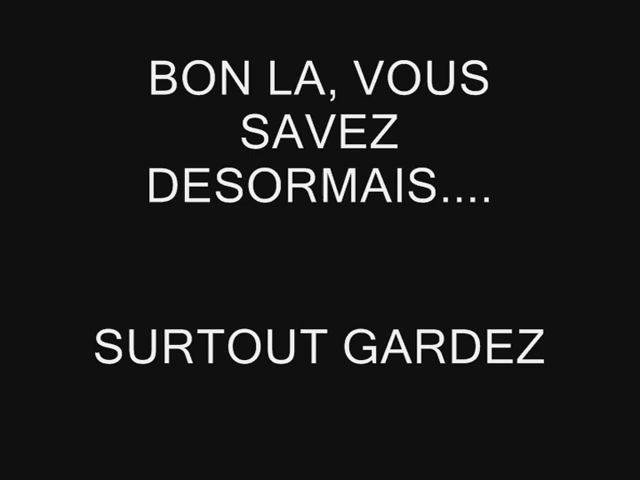 BON LA, VOUS
SAVEZ
DESORMAIS....
SURTOUT GARDEZ